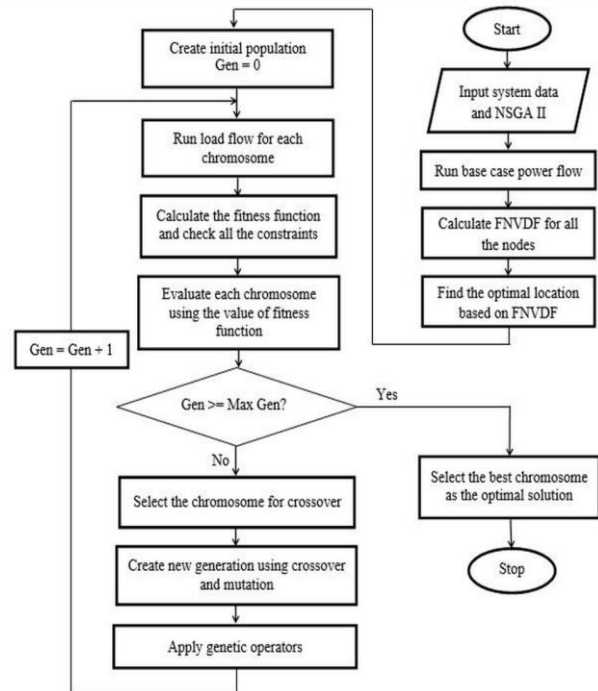 Start
Input system data
and NSGA II
Run base case power flow
Calculate FNVDF for all
the nodes
Find the optimal location
based on FNVDF
Create initial population
Gen = 0
Run load flow for each
chromosome
Calculate the fitness function
and check all the constraints
Evaluate each chromosome
using the value of fitness
function
Gen >= Max Gen?
Yes
No
Select the chromosome for crossover
Create new generation using crossover
and mutation
Apply genetic operators
Gen = Gen + 1
Select the best chromosome
as the optimal solution
Stop